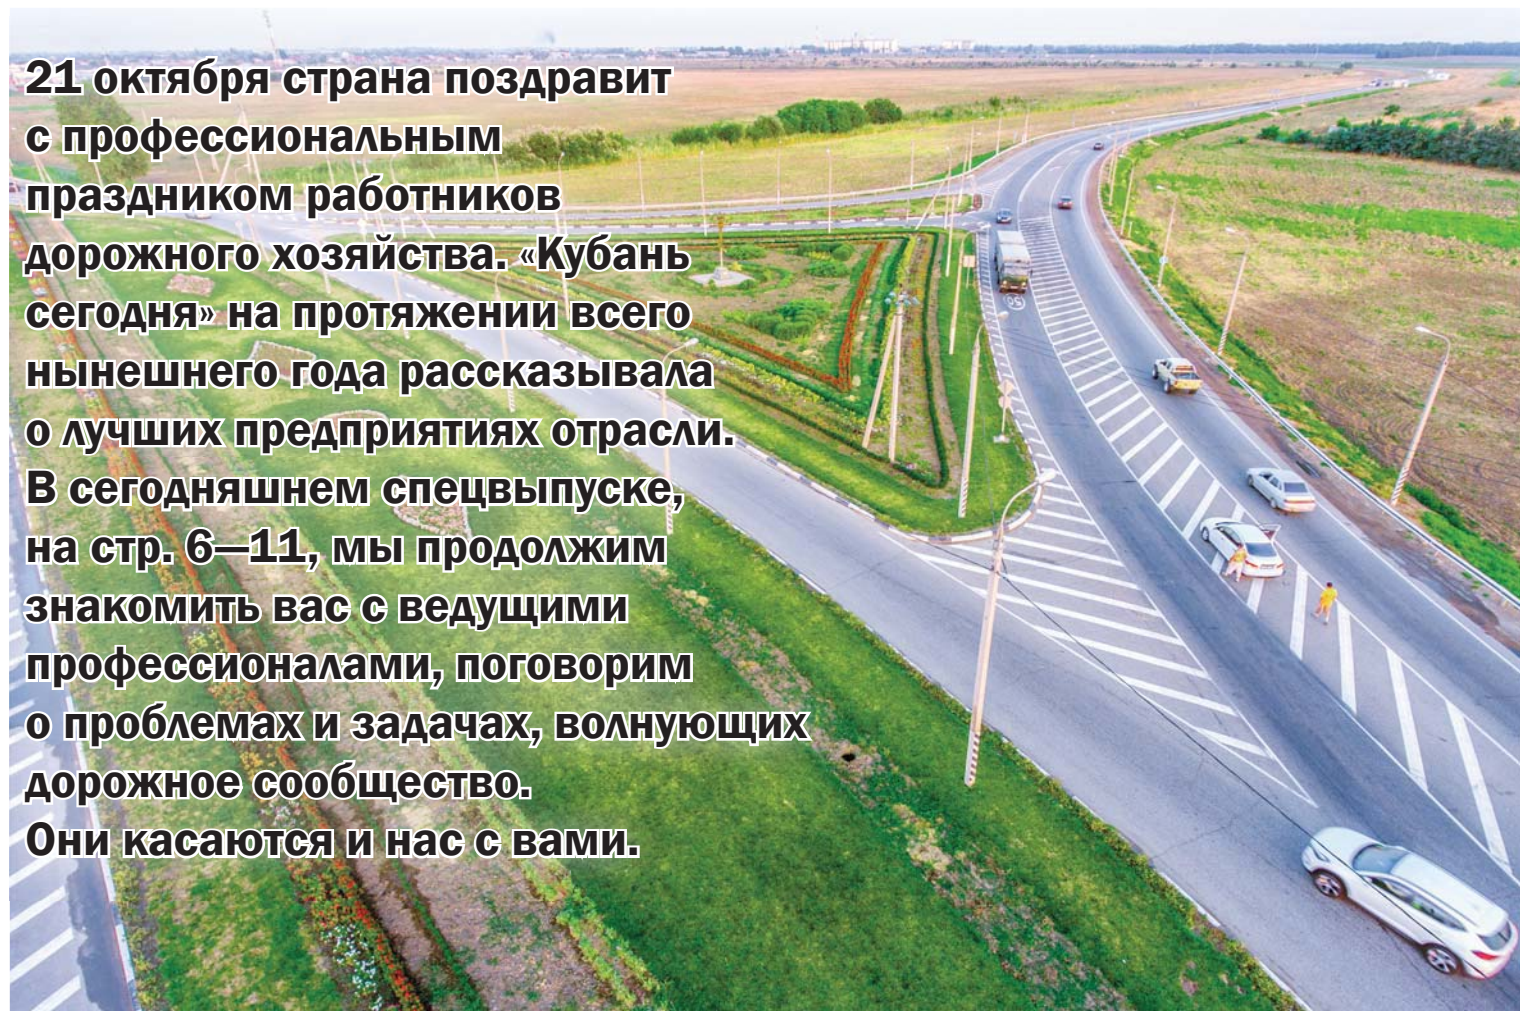 21 октября страна поздравит
с профессиональным
праздником работников
дорожного хозяйства. «Кубань
сегодня» на протяжении всего
нынешнего года рассказывала
о лучших предприятиях отрасли.
В сегодняшнем спецвыпуске,
на стр. 6—11, мы продолжим
знакомить вас с ведущими
профессионалами, поговорим
о проблемах и задачах, волнующих
дорожное сообщество.
Они касаются и нас с вами.
50